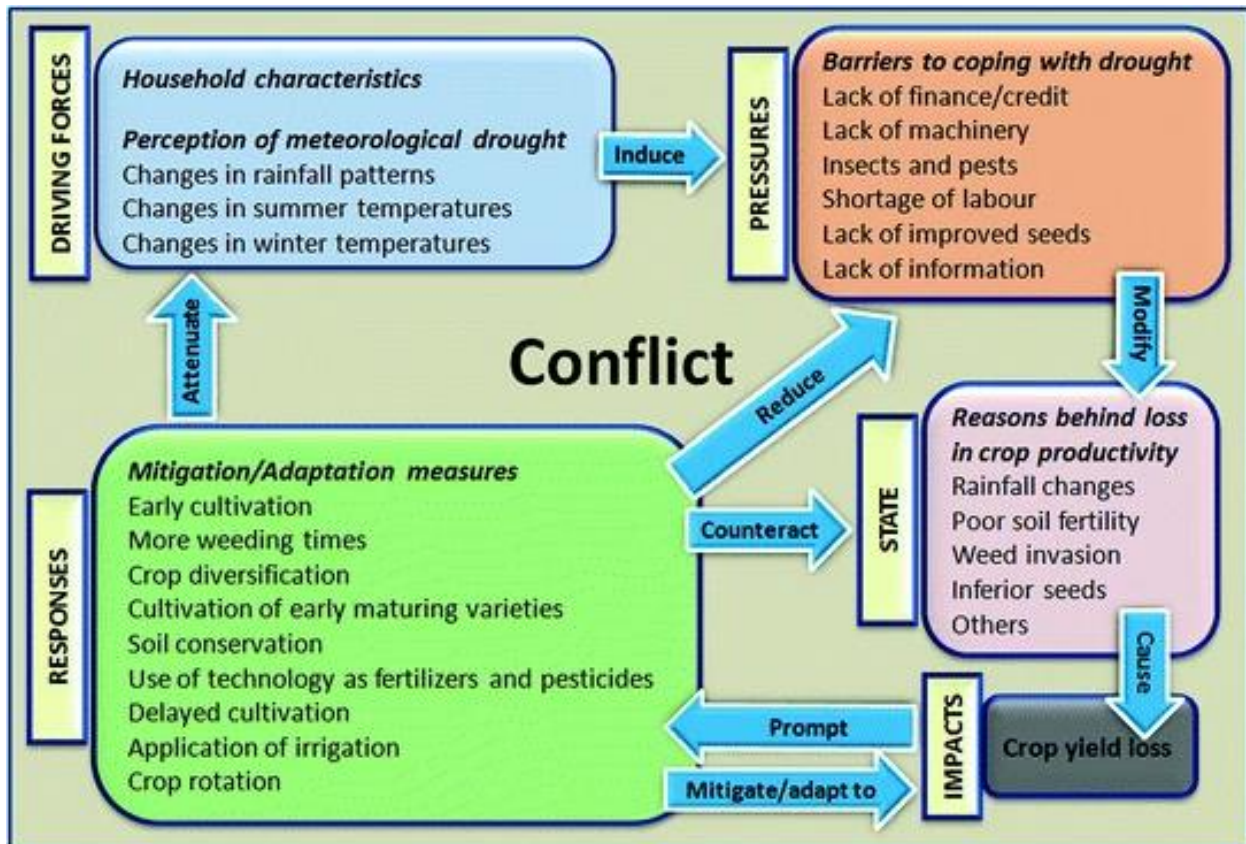 DRIVING FORCES
Household characteristics
Perception of meteorological drought
Changes in rainfall patterns
Changes in summer temperatures
Changes in winter temperatures
Induce
PRESSURES
Barriers to coping with drought
Lack of finance/credit
Lack of machinery
Insects and pests
Shortage of labour
Lack of improved seeds
Lack of information
Modify
Attenuate
Conflict
Reduce
STATE
Reasons behind loss
in crop productivity
Rainfall changes
Poor soil fertility
Weed invasion
Inferior seeds
Others
Cause
RESPONSES
Mitigation/Adaptation measures
Early cultivation
More weeding times
Crop diversification
Cultivation of early maturing varieties
Soil conservation
Use of technology as fertilizers and pesticides
Delayed cultivation
Application of irrigation
Crop rotation
Counteract
Prompt
Mitigate/adapt to
IMPACTS
Crop yield loss